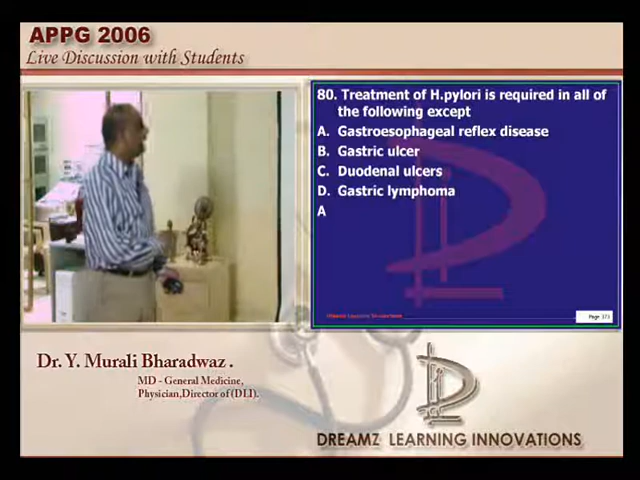 APPG 2006
Live Discussion with Students
80. Treatment of H.pylori is required in all of
the following except
A. Gastroesophageal reflex disease
B. Gastric ulcer
C. Duodenal ulcers
D. Gastric lymphoma
A
Page 373
Dr. Y. Murali Bharadwaz .
MD - General Medicine,
Physician,Director of (DLI).
DREAMZ LEARNING INNOVATIONS